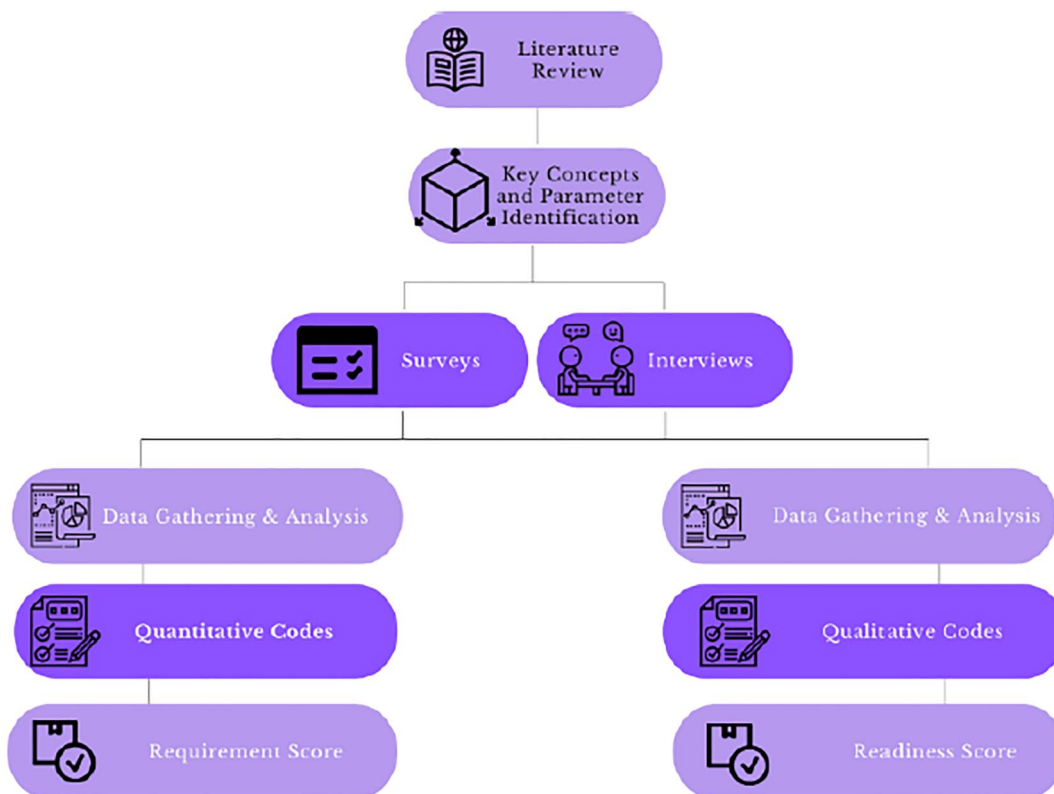 Literature
Review
Key Concepts
and Parameter
Identification
Surveys
Interviews
Data Gathering & Analysis
Data Gathering & Analysis
Quantitative Codes
Qualitative Codes
Requirement Score
Readiness Score